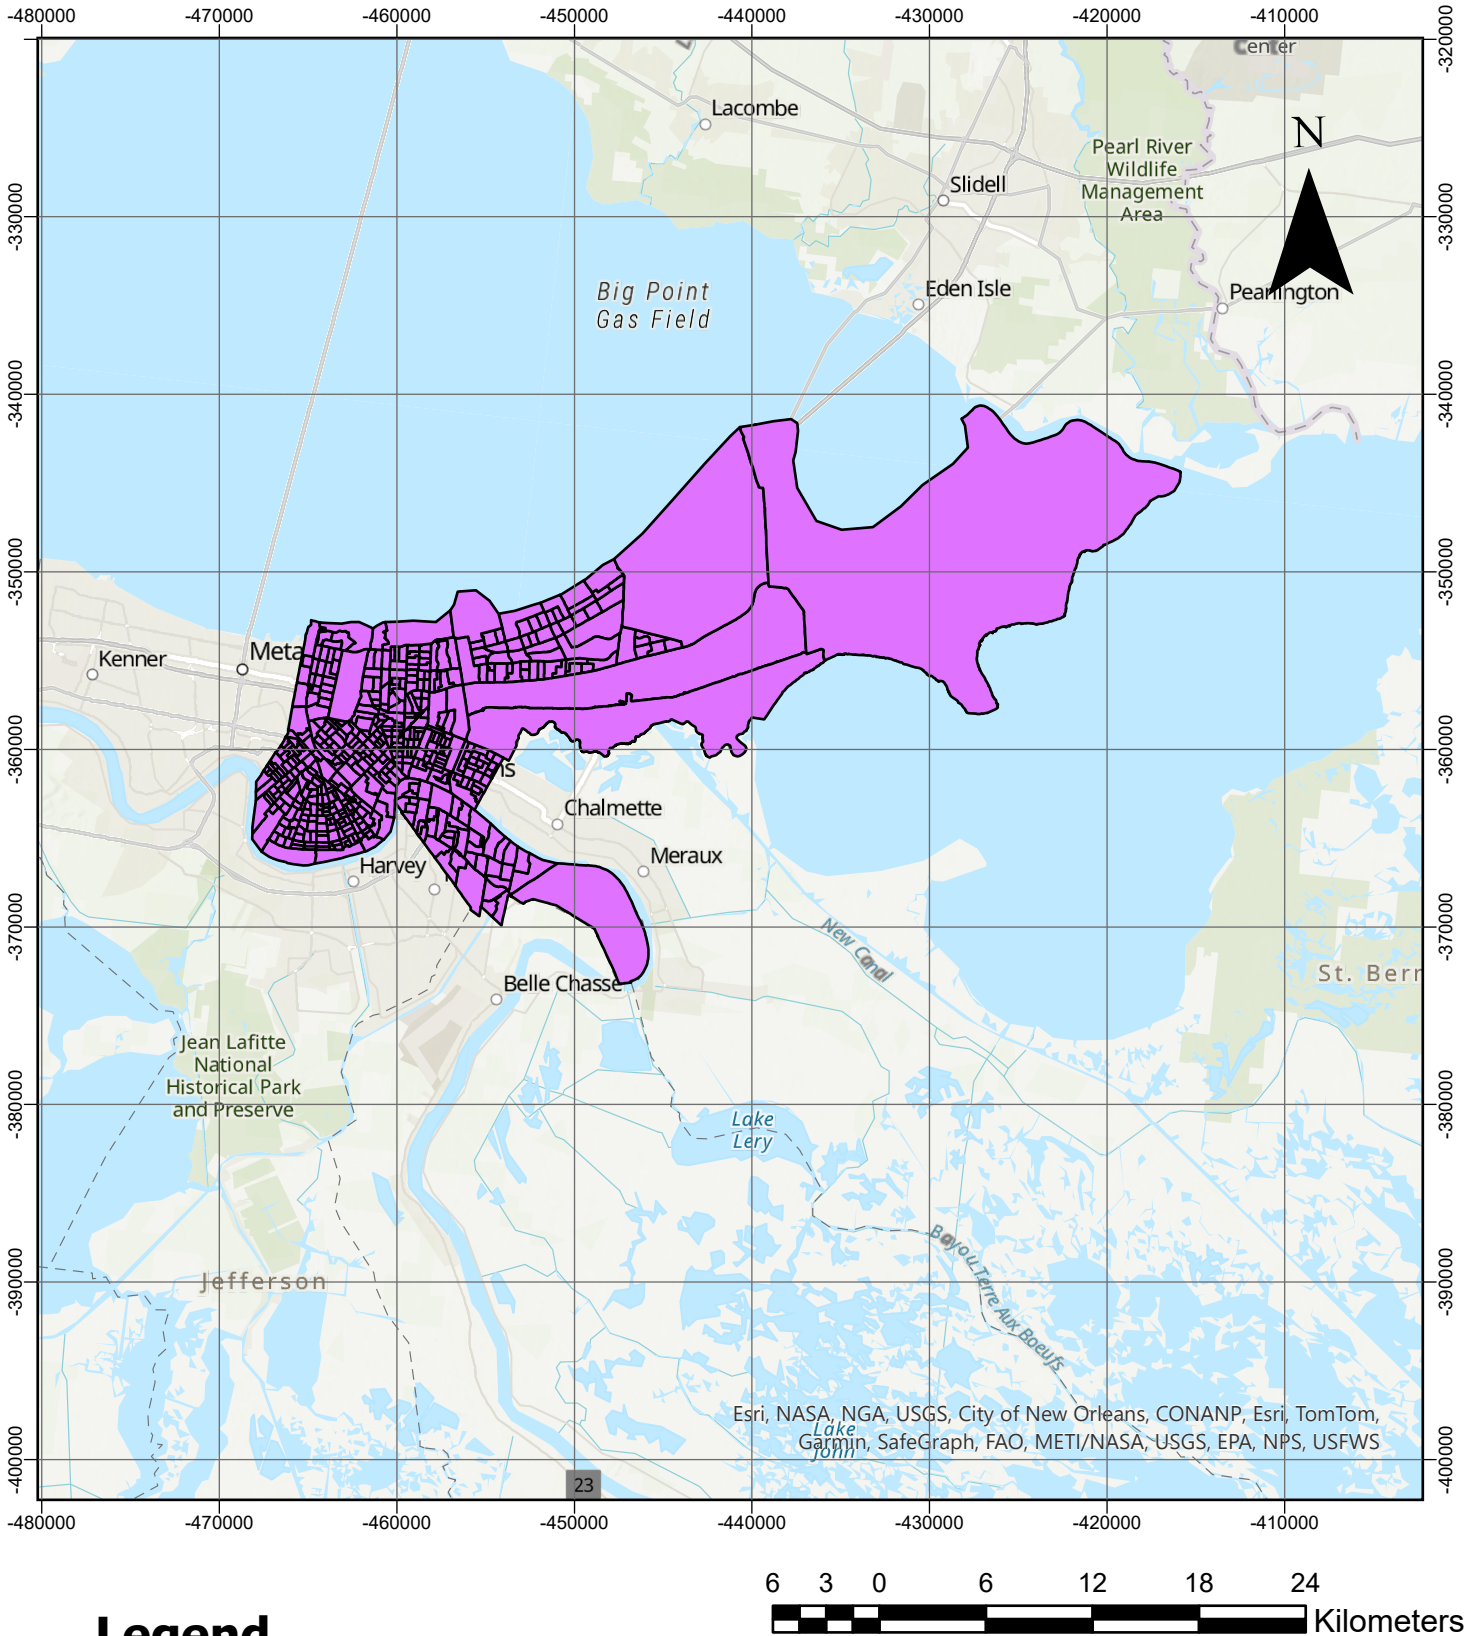 -480000 -470000 -460000 -450000 -440000 -430000 -420000 -410000
-320000 -320000
Center
Lacombe
N
Pearl River
Wildlife
Management
Area
Slidell
-330000 -330000
Eden Isle
Pearlington
Big Point
Gas Field
-340000 -340000
-350000 -350000
Kenner
Meta
-360000 -360000
ns
Chalmette
Harvey
Meraux
-370000 -370000
New Canal
St. Berr
Belle Chasse
Jean Lafitte
National
Historical Park
and Preserve
-380000 -380000
Lake
Lery
Bayou Terre Aux Boeufs
Jefferson
-390000 -390000
Esri, NASA, NGA, USGS, City of New Orleans, CONANP, Esri, TomTom,
Garmin, SafeGraph, FAO, METI/NASA, USGS, EPA, NPS, USFWS
Lake
John
-400000 -400000
23
-480000 -470000 -460000 -450000 -440000 -430000 -420000 -410000
6 3 0 6 12 18 24
Kilometers
Legend